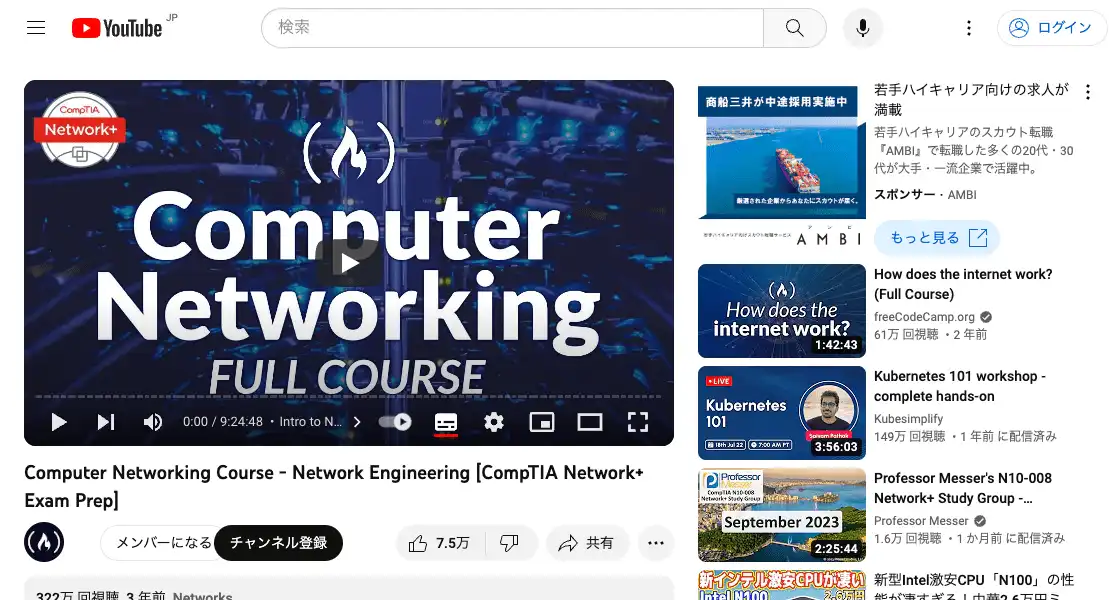 YouTube JP
検索
ログイン
CompTIA
Network+
Computer
Networking
FULL COURSE
0:00 / 9:24:48 • Intro to N...
Computer Networking Course - Network Engineering [CompTIA Network+
Exam Prep]
メンバーになる
チャンネル登録
7.5万
共有
322万 回視聴 3 年前 Networks
商船三井が中途採用実施中
厳選された企業からあなたにスカウトが届く。
若手ハイキャリア向けスカウト転職サービス
アンビ
AMBI
若手ハイキャリア向けの求人が
満載
若手ハイキャリアのスカウト転職
『AMBI』で転職した多くの20代・30
代が大手・一流企業で活躍中。
スポンサー・AMBI
もっと見る
How does the
internet work?
1:42:43
How does the internet work?
(Full Course)
freeCodeCamp.org
61万 回視聴・2 年前
LIVE
Kubernetes
101
18th Jul 22
7:00 AM PT
Saiyam Pathak
3:56:03
Kubernetes 101 workshop -
complete hands-on
Kubesimplify
149万 回視聴・1 年前 に配信済み
Professor
Messer
CompTIA N10-008
Network+ Study Group
September 2023
2:25:44
Professor Messer's N10-008
Network+ Study Group -...
Professor Messer
1.6万 回視聴・1 か月前 に配信済み
新インテル激安CPUが凄い
Intel N100
2.6万円
新型Intel激安CPU「N100」の性
能が凄すぎる！中華2.6万円ミ